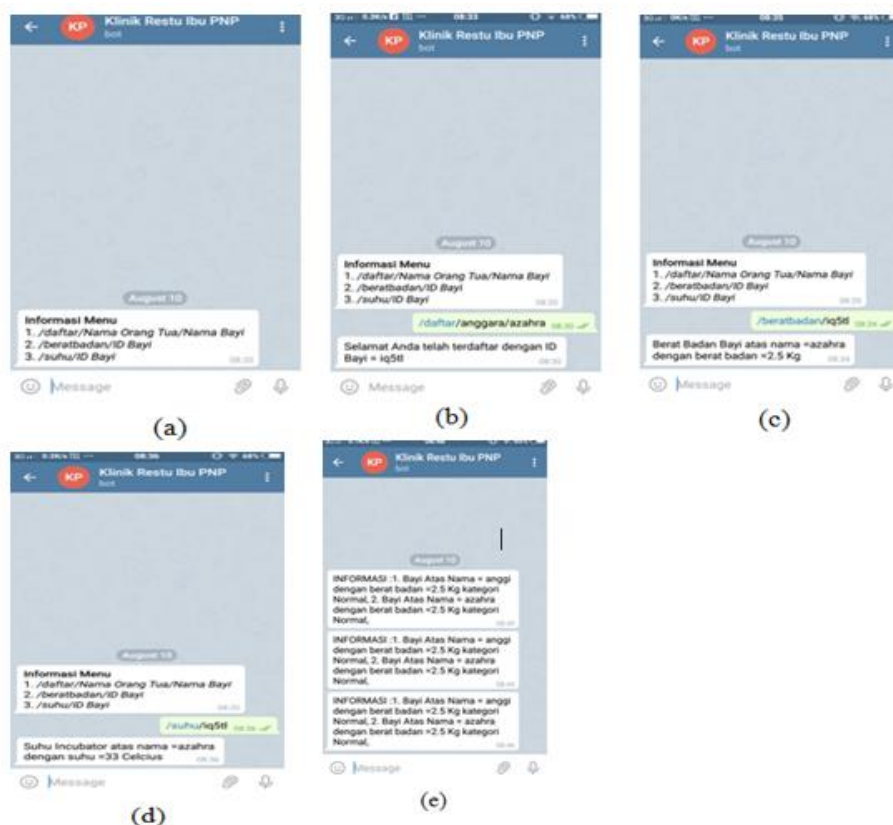 KP Klinik Restu Ibu PNP
bot
August 10
Informasi Menu
1. /daftar/Nama Orang Tua/Nama Bayi
2. /beratbadan/ID Bayi
3. /suhu/ID Bayi
Message
(a)
08:33
KP Klinik Restu Ibu PNP
bot
August 10
Informasi Menu
1. /daftar/Nama Orang Tua/Nama Bayi
2. /beratbadan/ID Bayi
3. /suhu/ID Bayi
/daftar/anggara/azahra
Selamat Anda telah terdaftar dengan ID
Bayi = iq5tl
Message
(b)
08:35
KP Klinik Restu Ibu PNP
bot
August 10
Informasi Menu
1. /daftar/Nama Orang Tua/Nama Bayi
2. /beratbadan/ID Bayi
3. /suhu/ID Bayi
/beratbadan/iq5tl
Berat Badan Bayi atas nama =azahra
dengan berat badan =2.5 Kg
Message
(c)
08:36
KP Klinik Restu Ibu PNP
bot
August 10
Informasi Menu
1. /daftar/Nama Orang Tua/Nama Bayi
2. /beratbadan/ID Bayi
3. /suhu/ID Bayi
/suhu/iq5tl
Suhu Incubator atas nama =azahra
dengan suhu =33 Celcius
Message
(d)
KP Klinik Restu Ibu PNP
bot
August 10
INFORMASI :1. Bayi Atas Nama = anggi
dengan berat badan =2.5 Kg kategori
Normal, 2. Bayi Atas Nama = azahra
dengan berat badan =2.5 Kg kategori
Normal,
INFORMASI :1. Bayi Atas Nama = anggi
dengan berat badan =2.5 Kg kategori
Normal, 2. Bayi Atas Nama = azahra
dengan berat badan =2.5 Kg kategori
Normal,
INFORMASI :1. Bayi Atas Nama = anggi
dengan berat badan =2.5 Kg kategori
Normal, 2. Bayi Atas Nama = azahra
dengan berat badan =2.5 Kg kategori
Normal,
Message
(e)